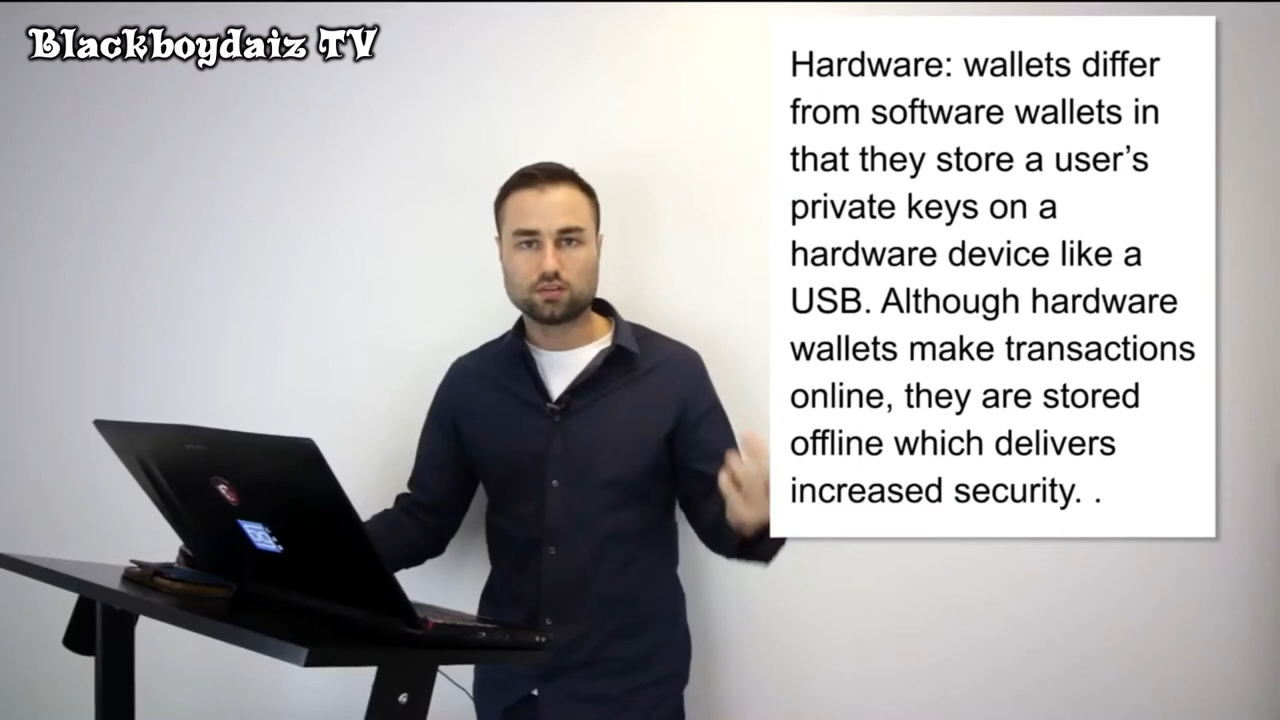 Blackboydaiz TV
Hardware: wallets differ
from software wallets in
that they store a user’s
private keys on a
hardware device like a
USB. Although hardware
wallets make transactions
online, they are stored
offline which delivers
increased security. .